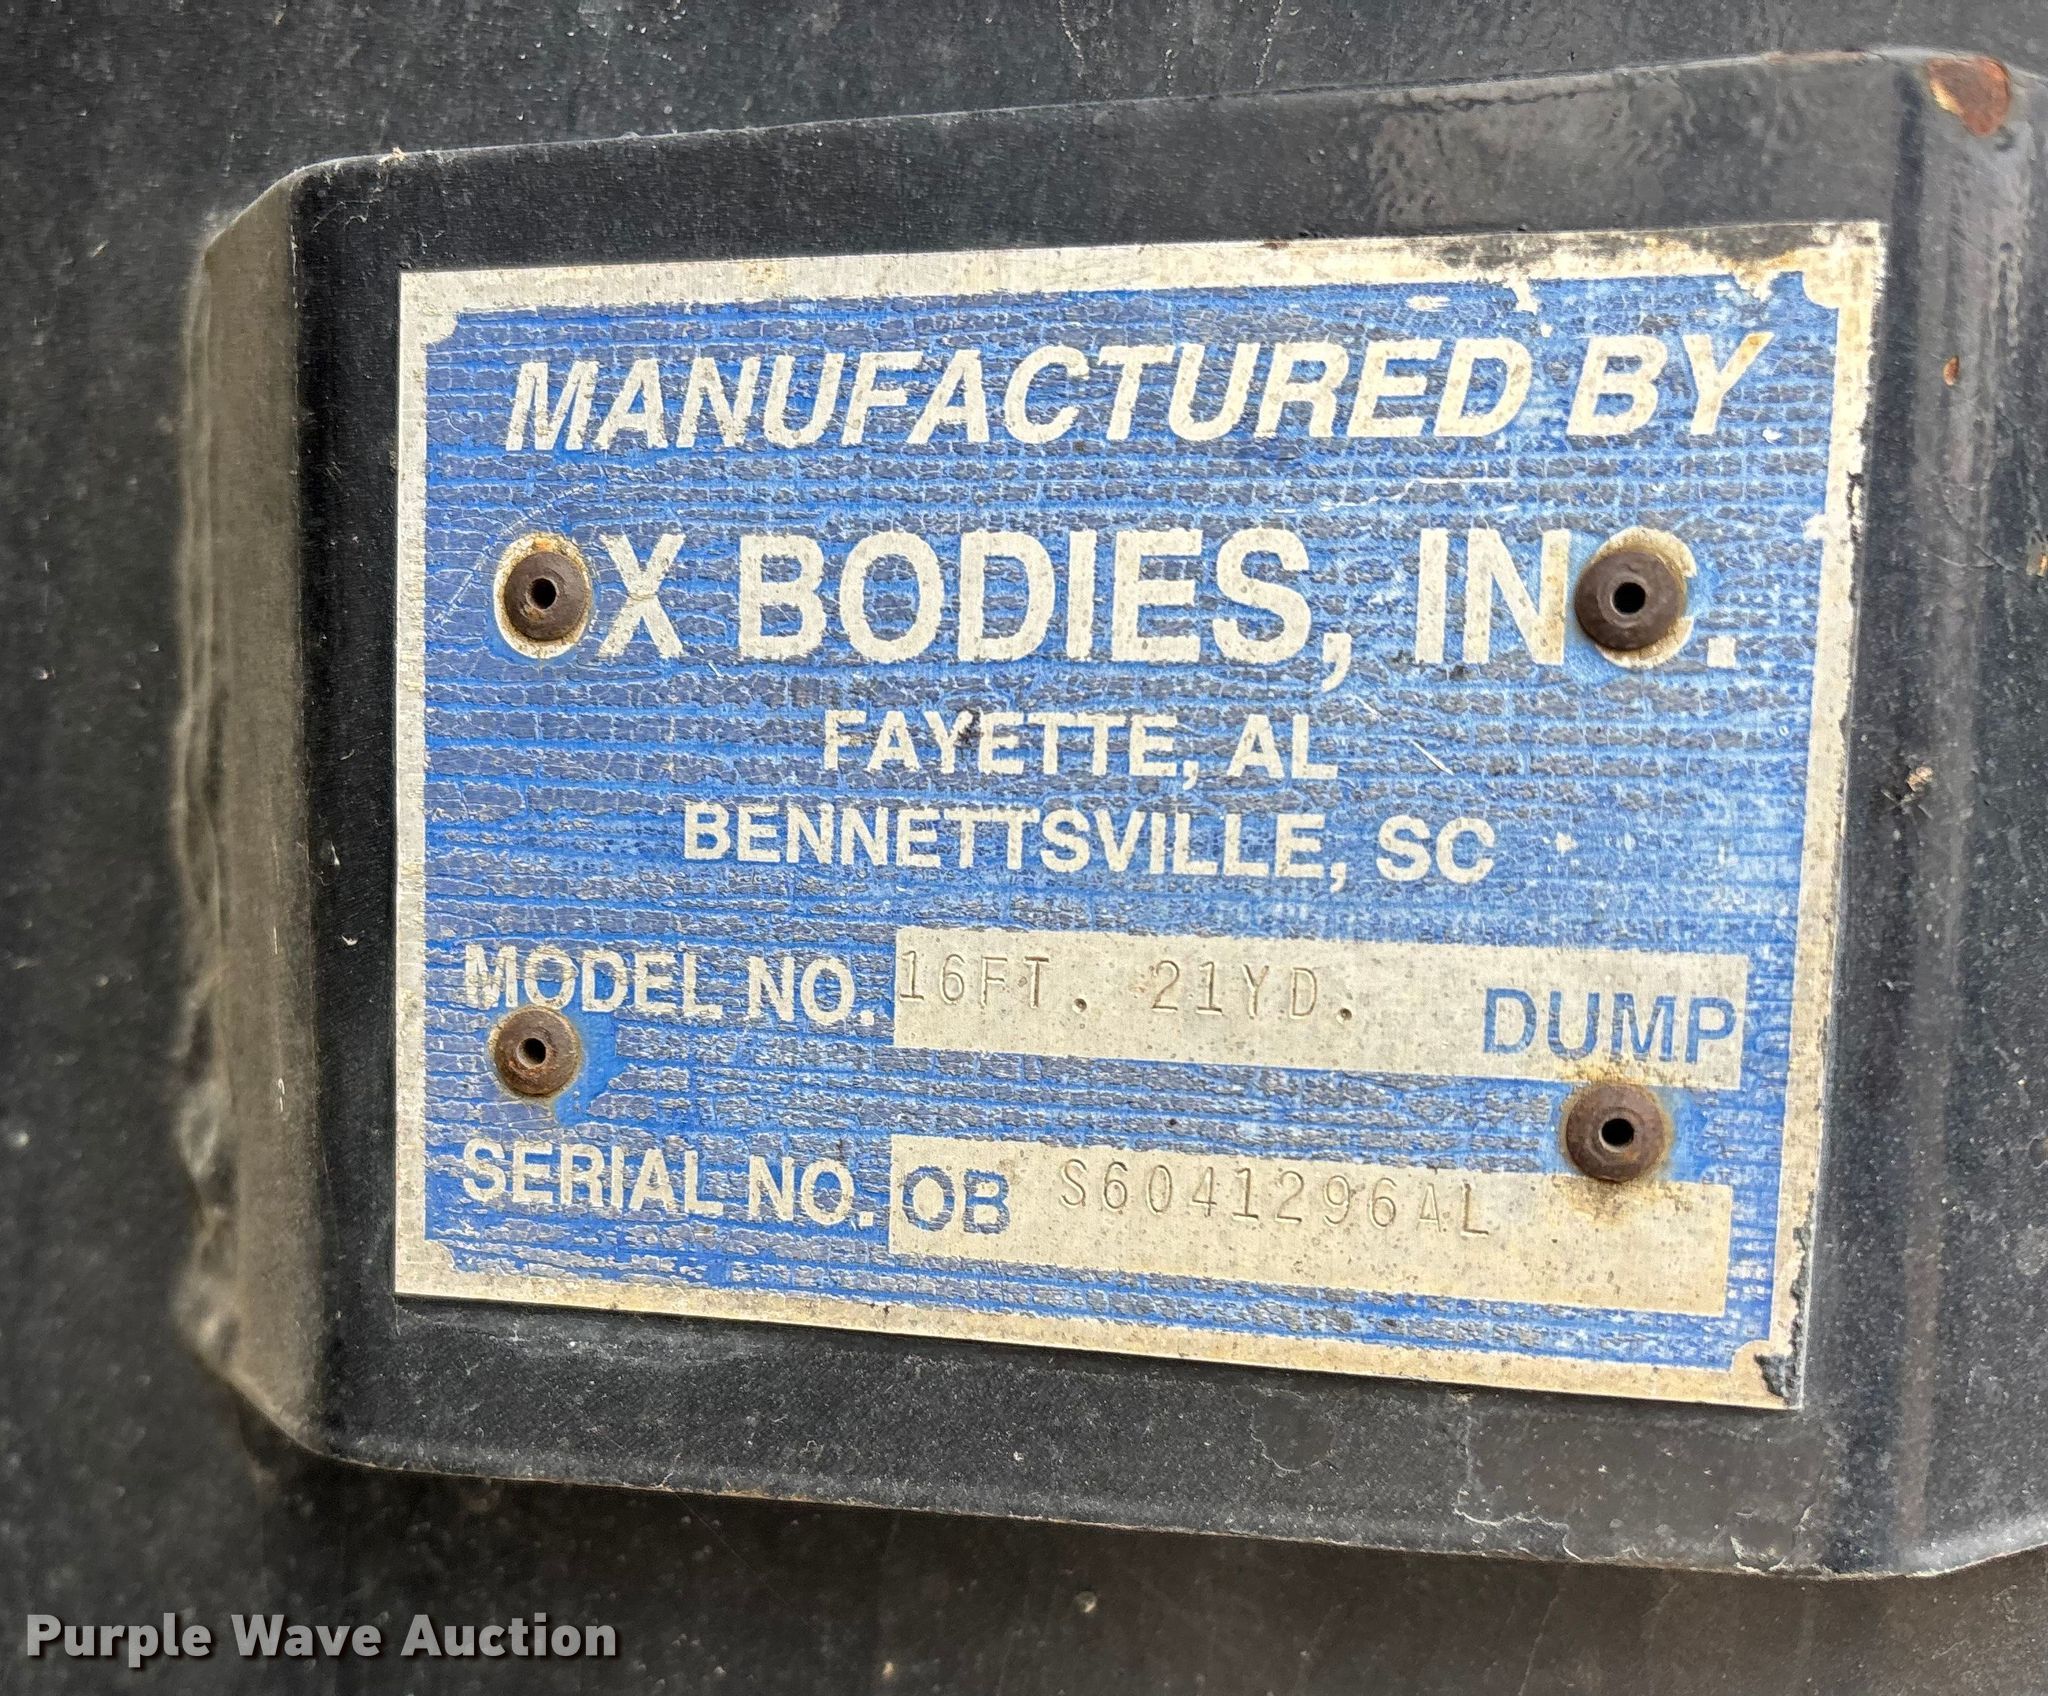 MANUFACTURED BY
OX BODIES, INC.
FAYETTE, AL
BENNETTSVILLE, SC
MODEL NO. 16FT. 21YD. DUMP
SERIAL NO. OB S6041296AL
Purple Wave Auction